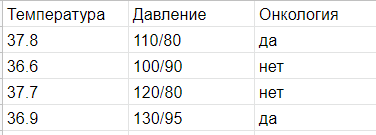 Температура Давление Онкология
37.8 110/80 да
36.6 100/90 нет
37.7 120/80 нет
36.9 130/95 да